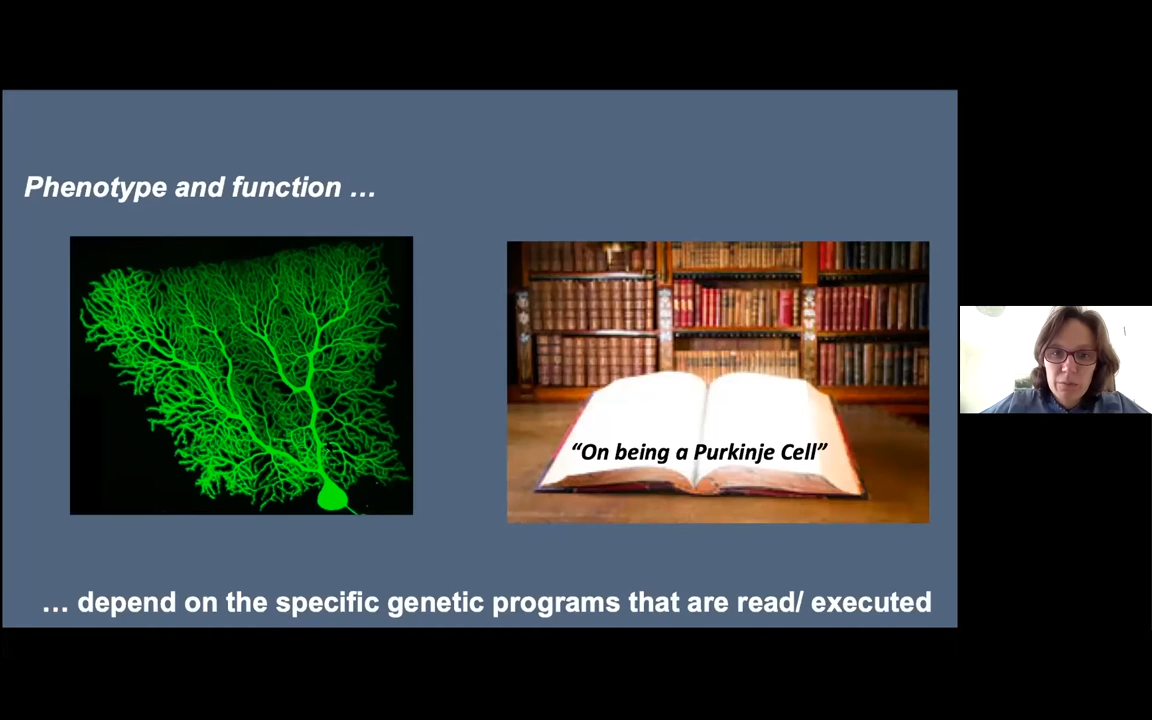 Phenotype and function …
“On being a Purkinje Cell”
… depend on the specific genetic programs that are read/ executed